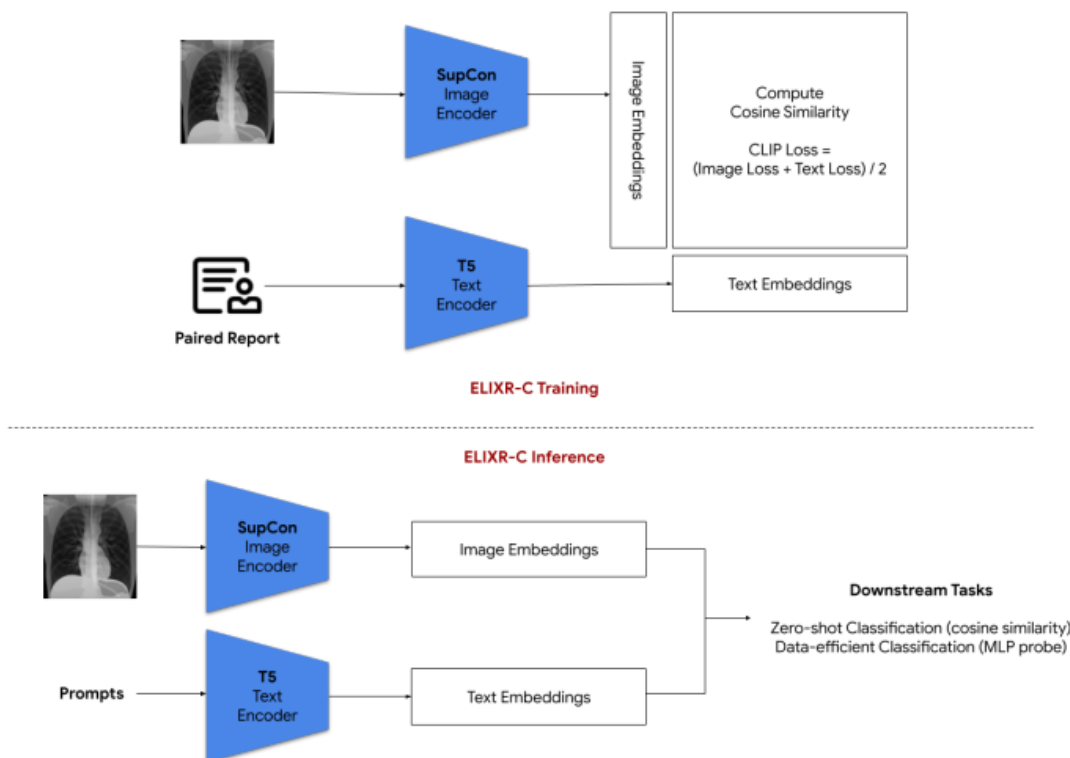 SupCon
Image
Encoder
Image Embeddings
Compute
Cosine Similarity
CLIP Loss =
(Image Loss + Text Loss) / 2
T5
Text
Encoder
Text Embeddings
Paired Report
ELIXR-C Training
ELIXR-C Inference
SupCon
Image
Encoder
Image Embeddings
Downstream Tasks
Zero-shot Classification (cosine similarity)
Data-efficient Classification (MLP probe)
Prompts
T5
Text
Encoder
Text Embeddings